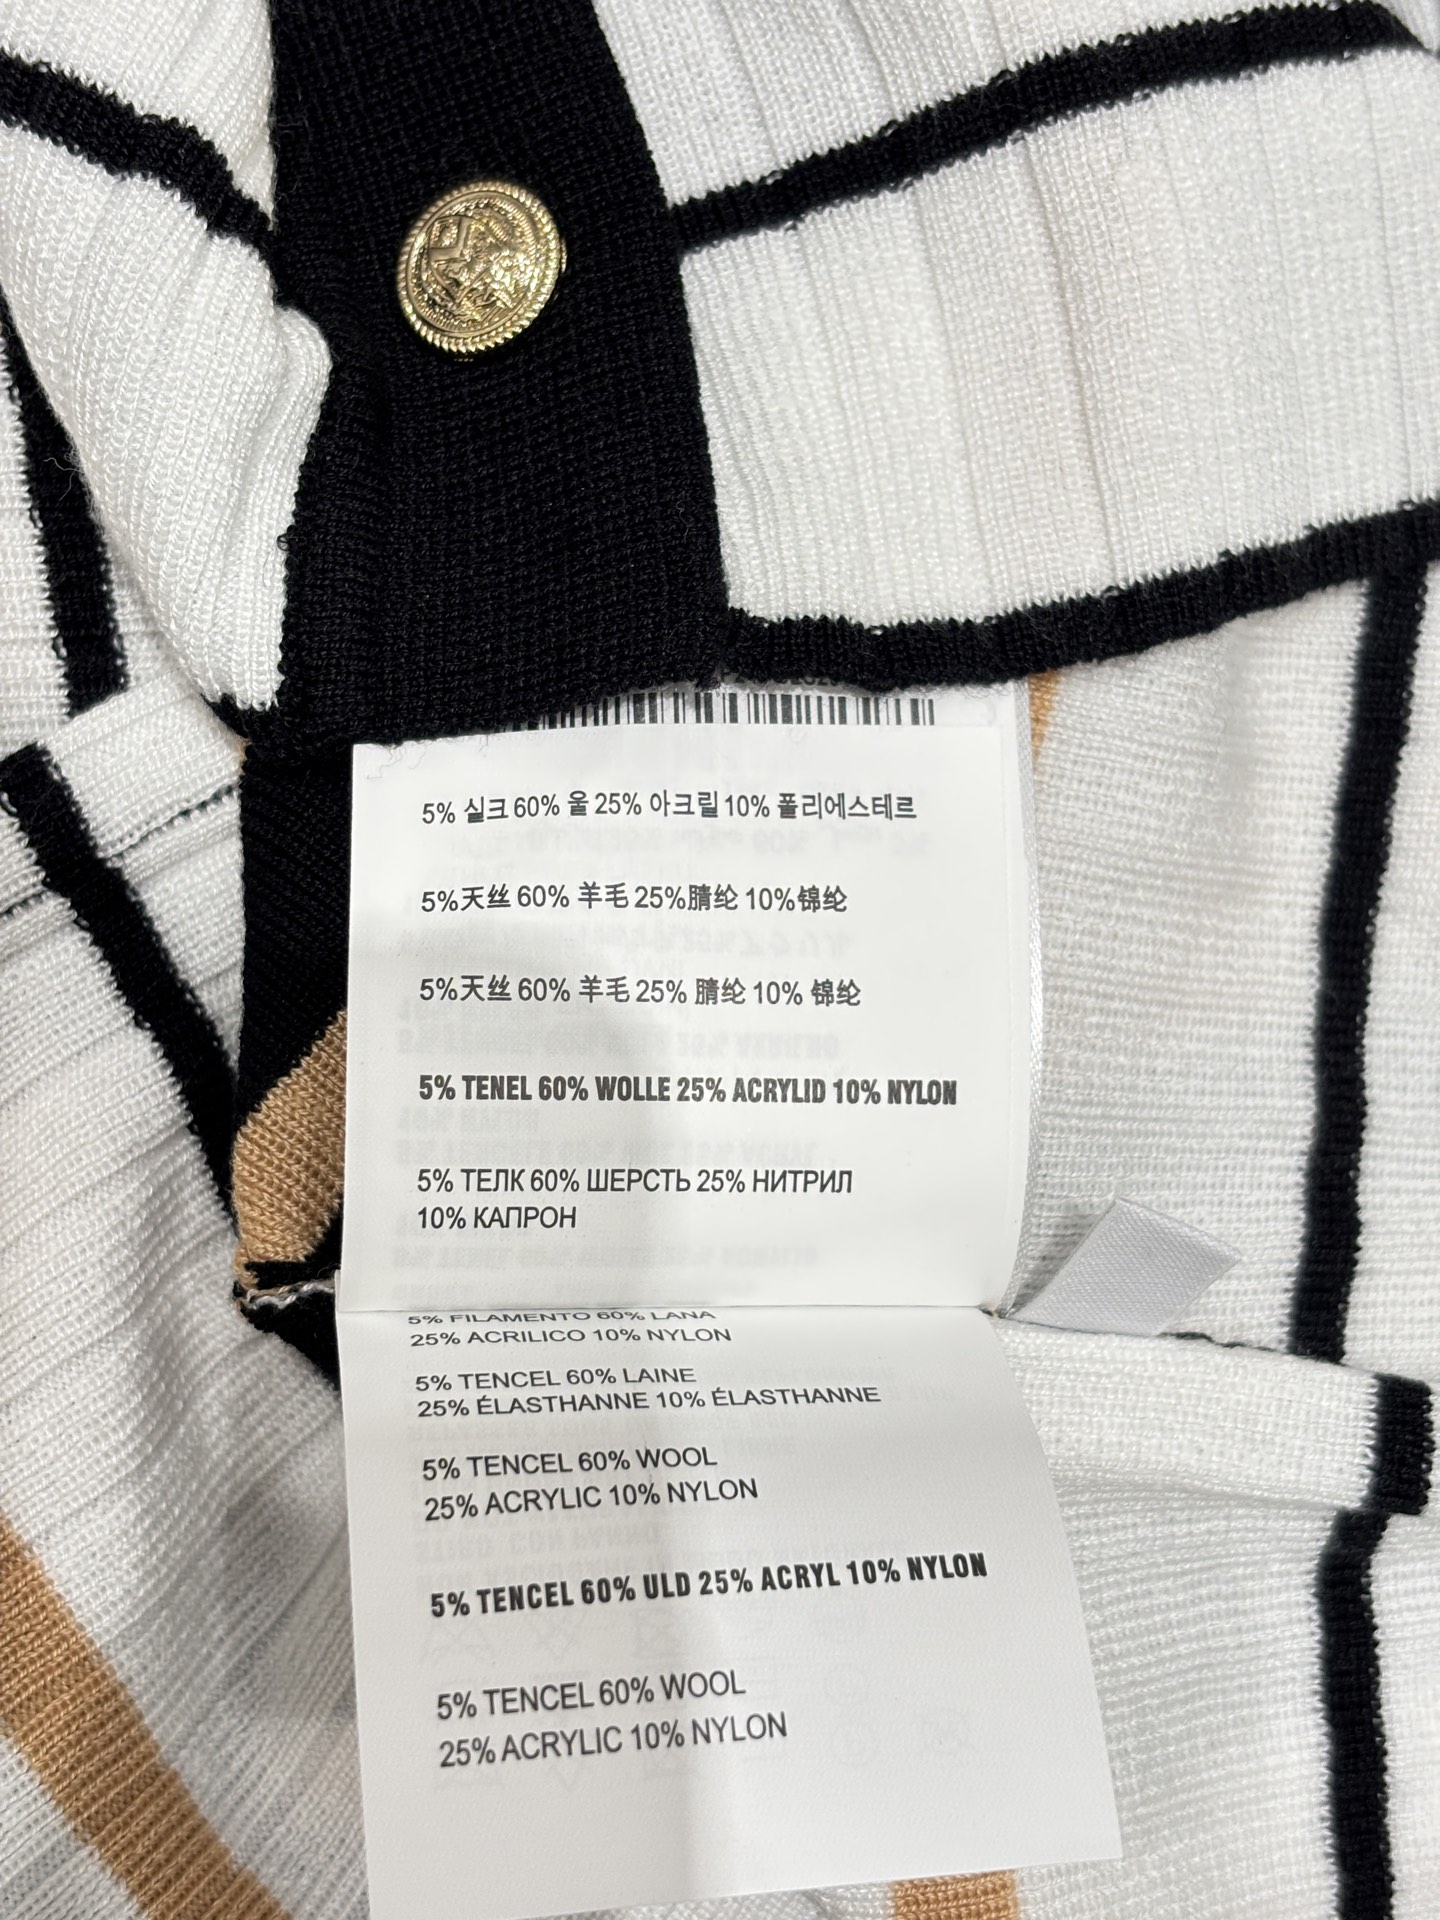 5% 실크 60% 울 25% 아크릴 10% 폴리에스테르
5%天丝 60% 羊毛 25%腈纶 10%锦纶
5%天丝 60% 羊毛 25% 腈纶 10% 锦纶
5% TENEL 60% WOLLE 25% ACRYLID 10% NYLON
5% ТЕЛК 60% ШЕРСТЬ 25% НИТРИЛ
10% КАПРОН
5% FILAMENTO 60% LANA
25% ACRILICO 10% NYLON
5% TENCEL 60% LAINE
25% ÉLASTHANNE 10% ÉLASTHANNE
5% TENCEL 60% WOOL
25% ACRYLIC 10% NYLON
5% TENCEL 60% ULD 25% ACRYL 10% NYLON
5% TENCEL 60% WOOL
25% ACRYLIC 10% NYLON